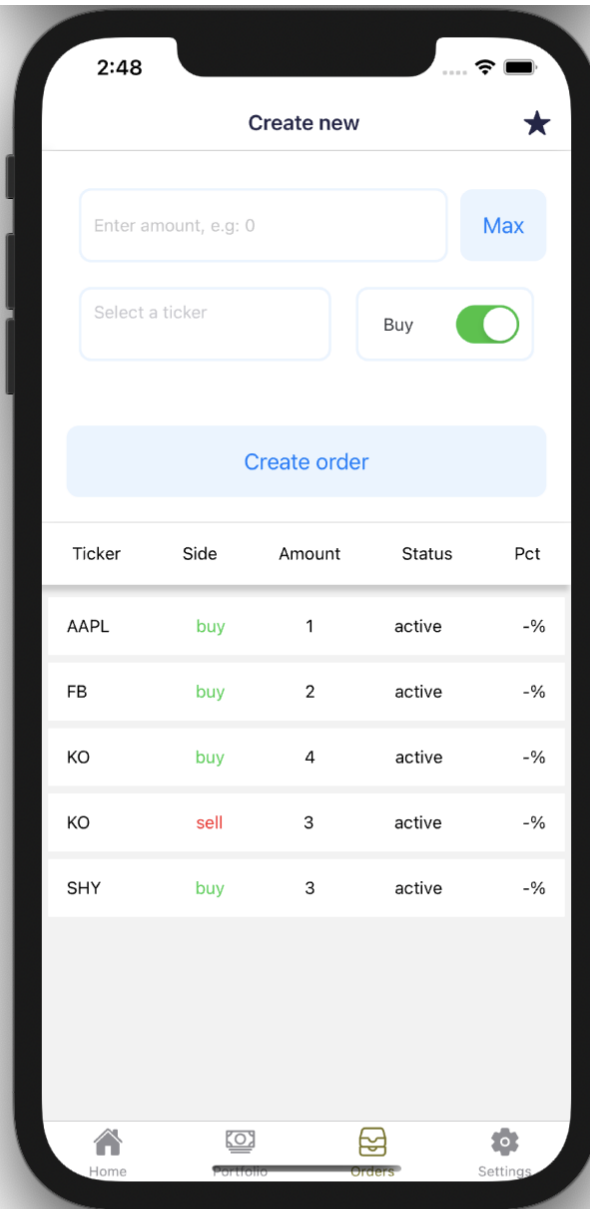 2:48
Create new
Enter amount, e.g: 0 Max
Select a ticker Buy
Create order
Ticker Side Amount Status Pct
AAPL buy 1 active -%
FB buy 2 active -%
KO buy 4 active -%
KO sell 3 active -%
SHY buy 3 active -%
Home Portfolio Orders Settings